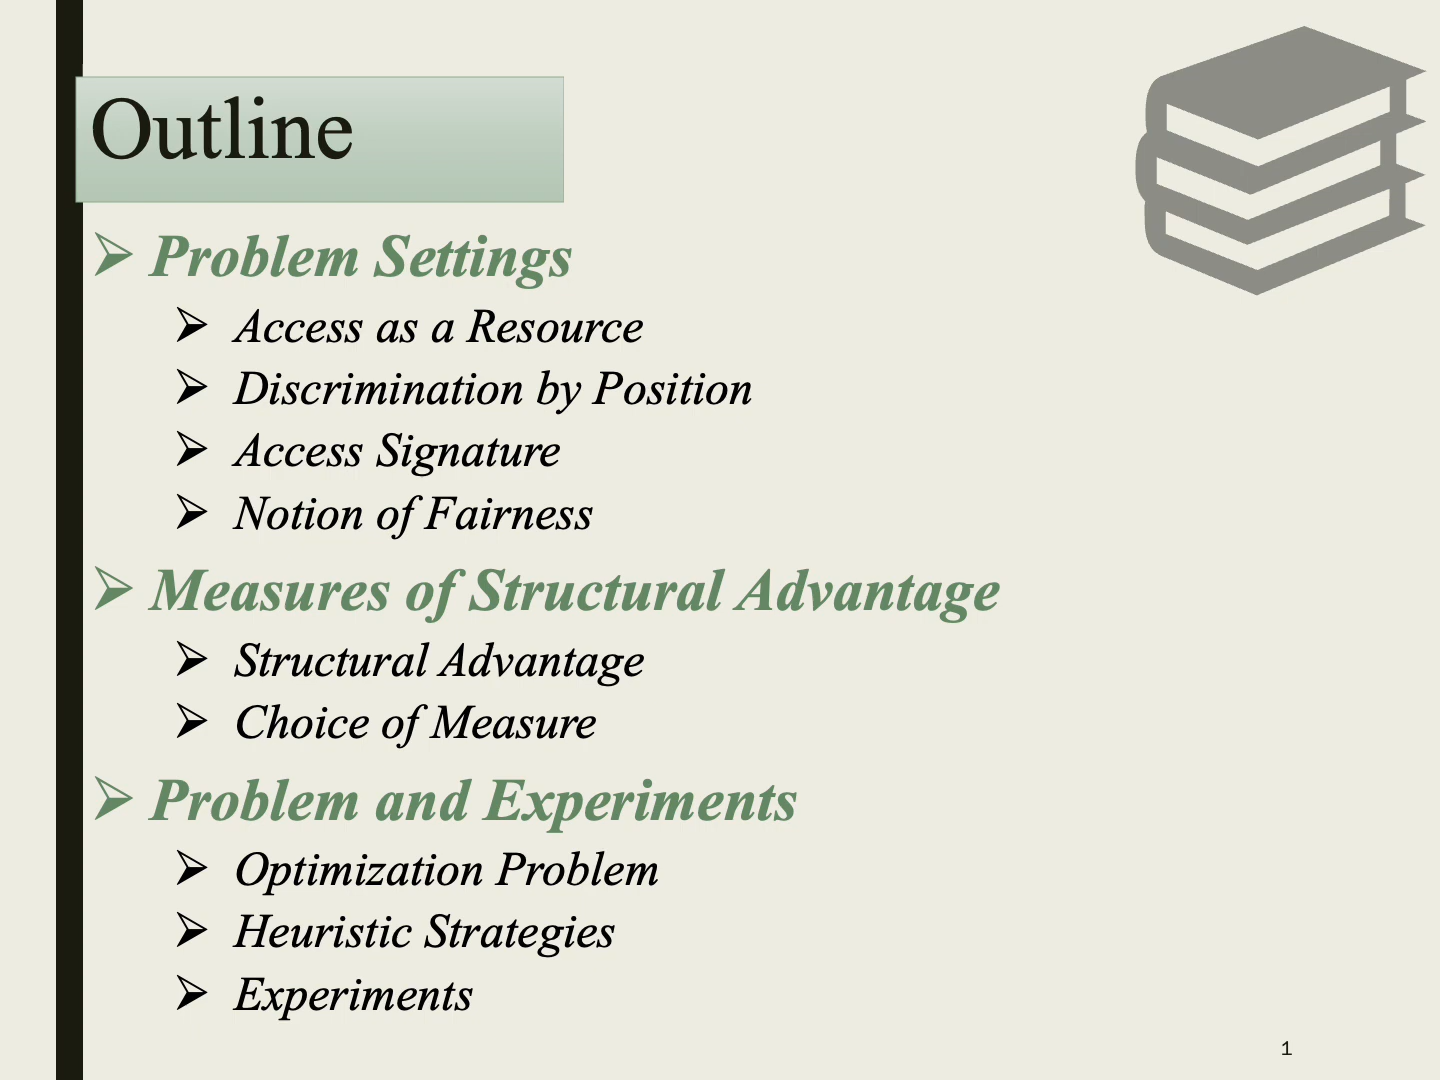 Outline
➢ Problem Settings
➢ Access as a Resource
➢ Discrimination by Position
➢ Access Signature
➢ Notion of Fairness
➢ Measures of Structural Advantage
➢ Structural Advantage
➢ Choice of Measure
➢ Problem and Experiments
➢ Optimization Problem
➢ Heuristic Strategies
➢ Experiments
1